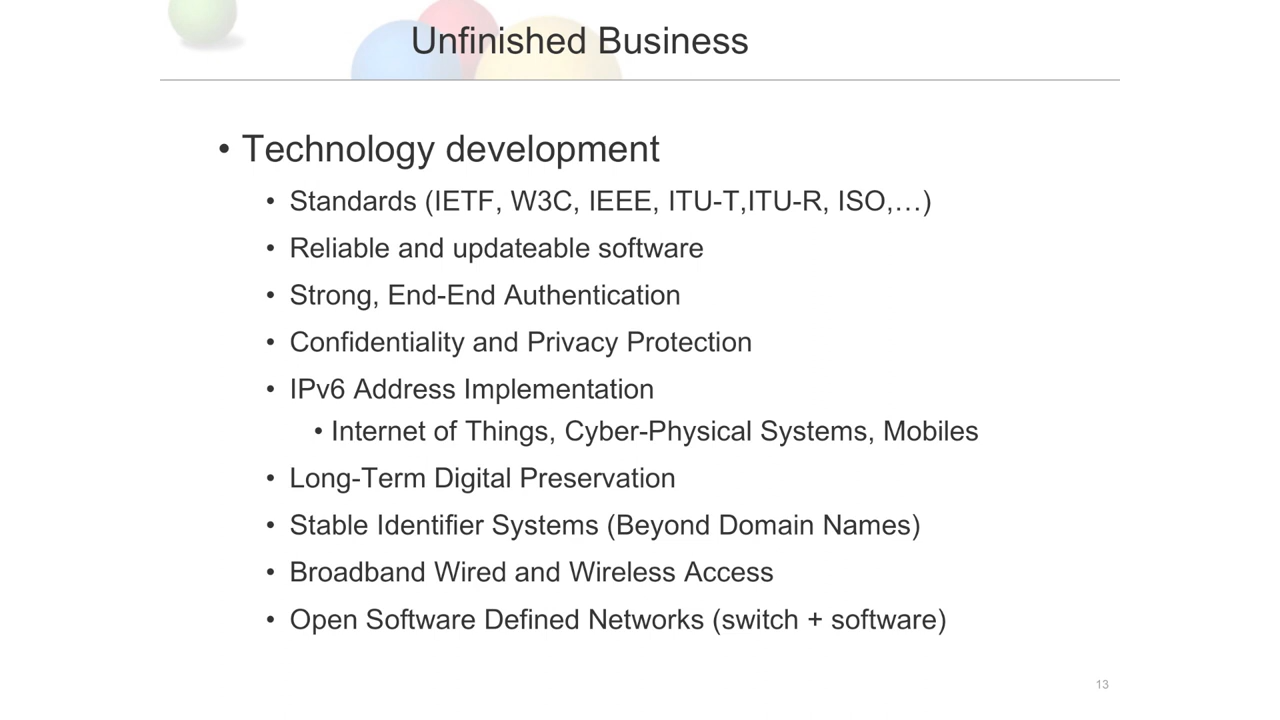 Unfinished Business
• Technology development
• Standards (IETF, W3C, IEEE, ITU-T,ITU-R, ISO,…)
• Reliable and updateable software
• Strong, End-End Authentication
• Confidentiality and Privacy Protection
• IPv6 Address Implementation
• Internet of Things, Cyber-Physical Systems, Mobiles
• Long-Term Digital Preservation
• Stable Identifier Systems (Beyond Domain Names)
• Broadband Wired and Wireless Access
• Open Software Defined Networks (switch + software)
13